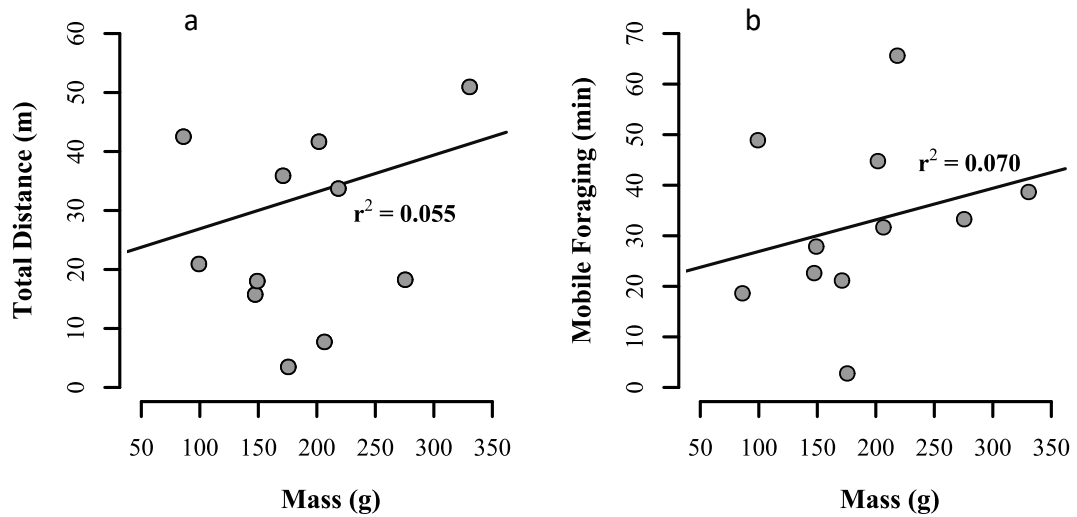 a
Total Distance (m)
60
50
40
30
20
10
0
r² = 0.055
50 100 150 200 250 300 350
Mass (g)
b
Mobile Foraging (min)
70
60
50
40
30
20
10
0
r² = 0.070
50 100 150 200 250 300 350
Mass (g)